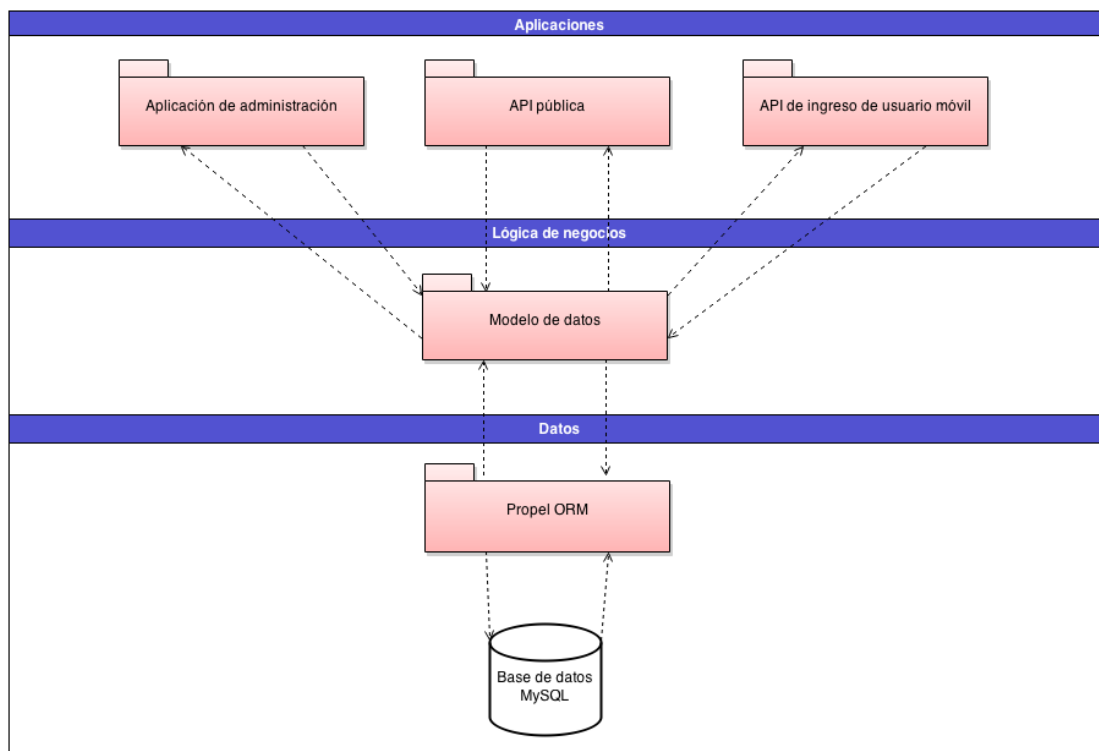 Aplicaciones
Aplicación de administración
API pública
API de ingreso de usuario móvil
Lógica de negocios
Modelo de datos
Datos
Propel ORM
Base de datos
MySQL